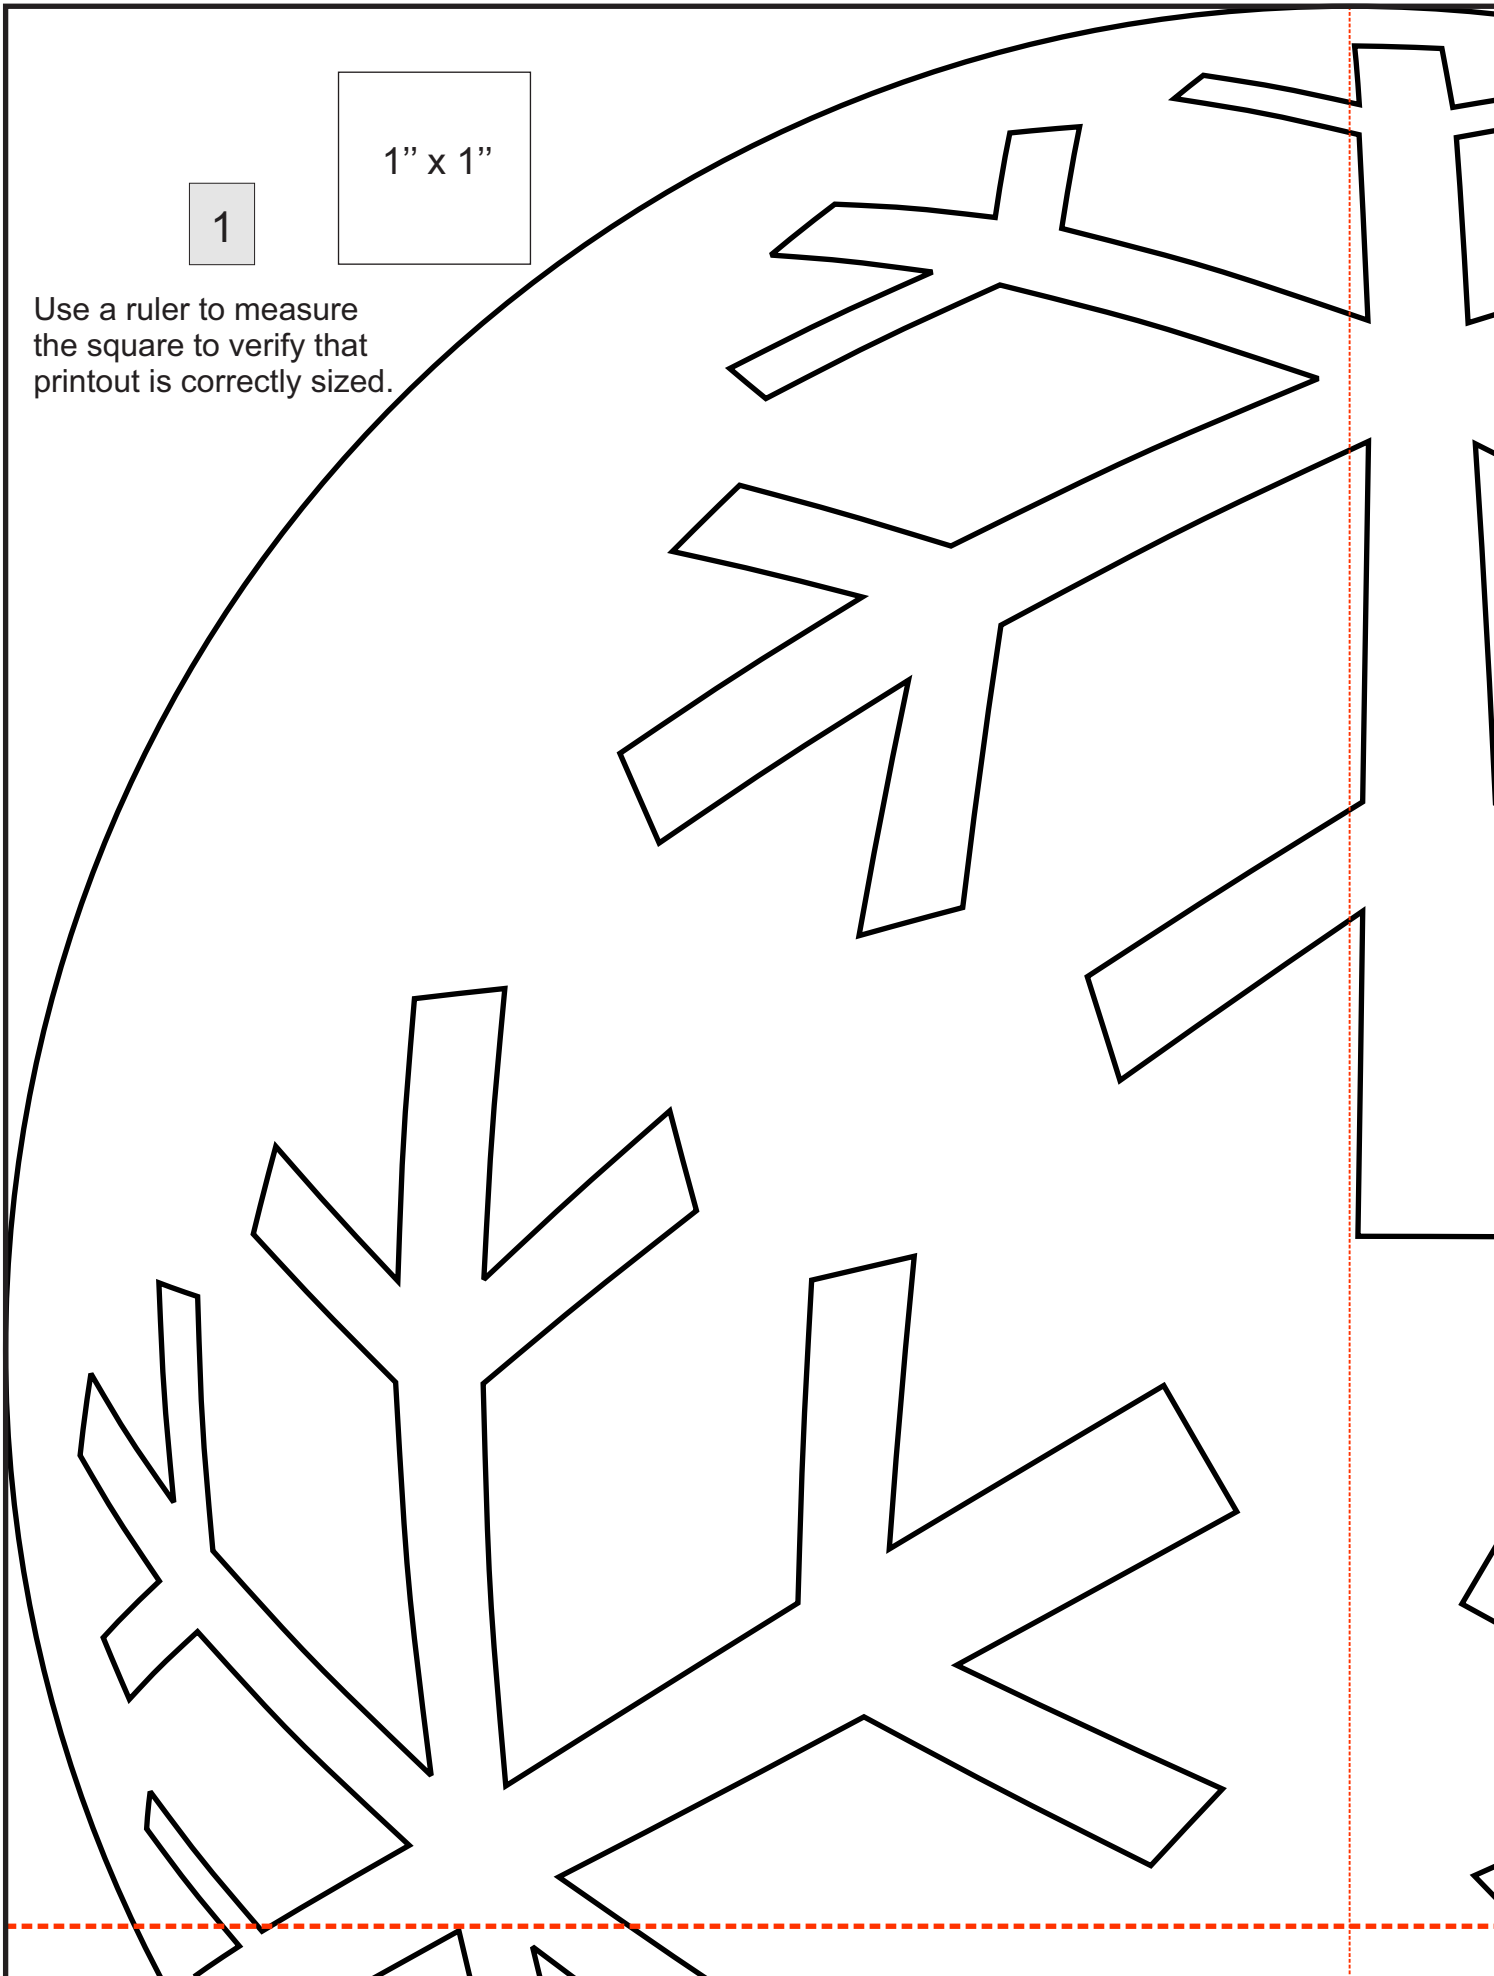 1’’ x 1’’
1
Use a ruler to measure
the square to verify that
printout is correctly sized.